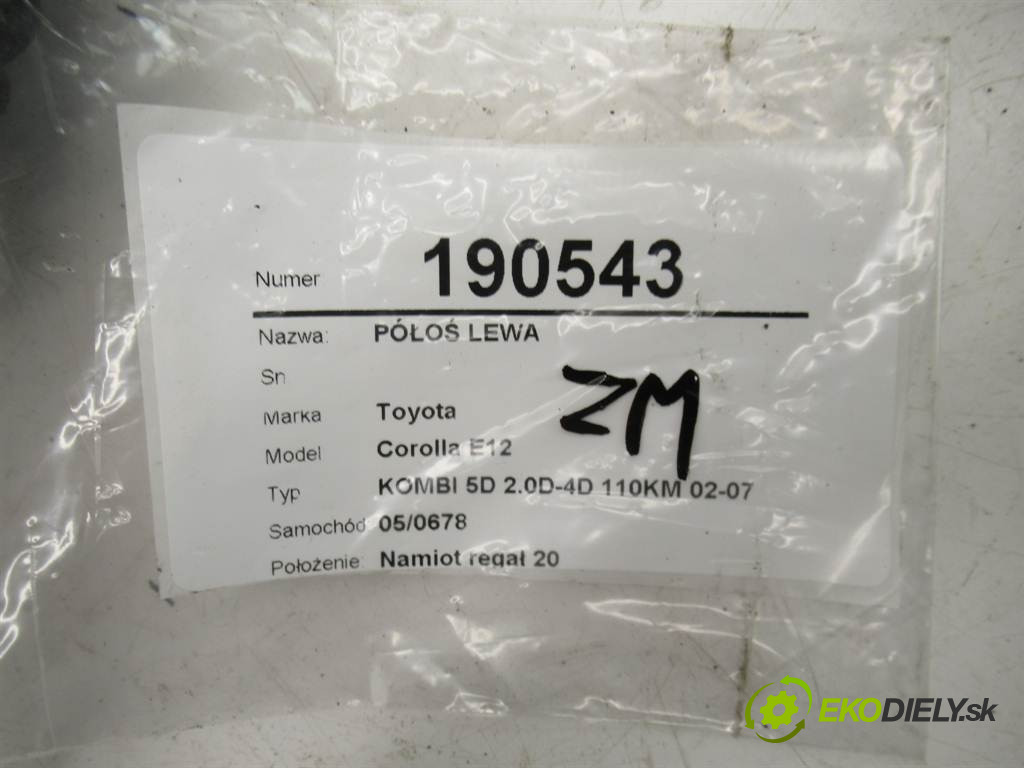 Numer 190543
Nazwa: PÓŁOŚ LEWA
Sn
ZM
Marka Toyota
Model Corolla E12
Typ KOMBI 5D 2.0D-4D 110KM 02-07
Samochód 05/0678
Położenie: Namiot regał 20
EKODIELY.sk